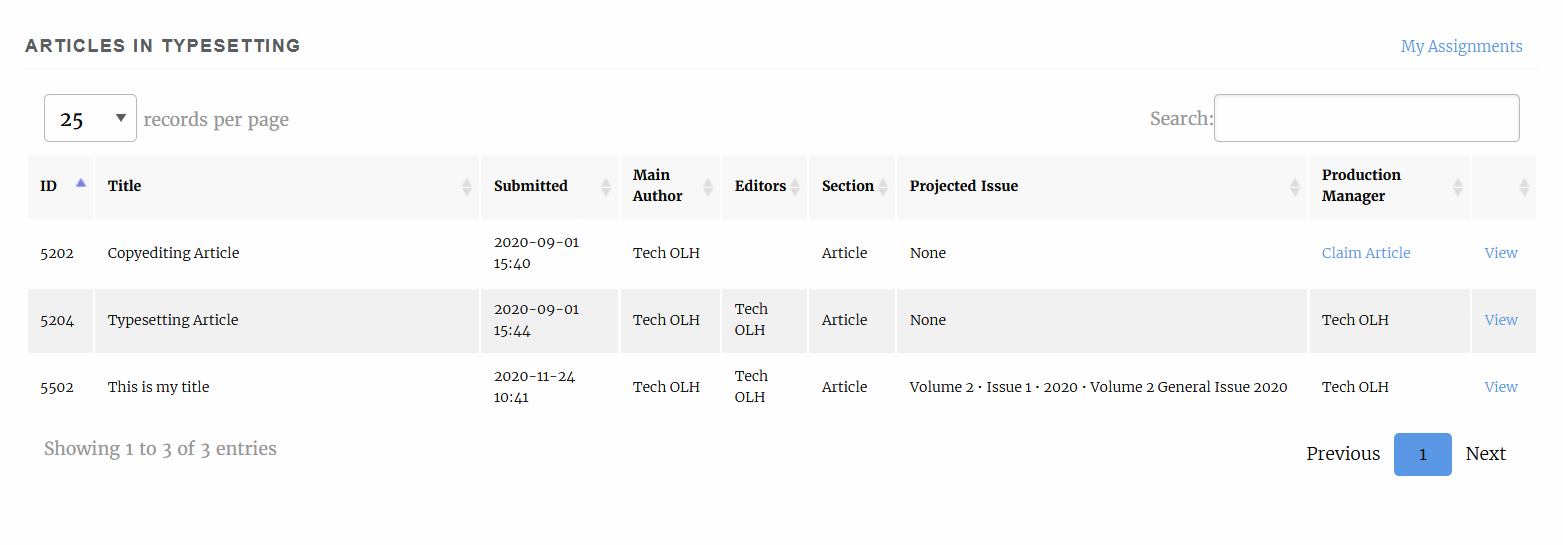 ARTICLES IN TYPESETTING My Assignments
25 records per page Search:
ID Title Submitted Main Author Editors Section Projected Issue Production Manager
5202 Copyediting Article 2020-09-01 15:40 Tech OLH Article None Claim Article View
5204 Typesetting Article 2020-09-01 15:44 Tech OLH Tech OLH Article None Tech OLH View
5502 This is my title 2020-11-24 10:41 Tech OLH Tech OLH Article Volume 2 • Issue 1 • 2020 • Volume 2 General Issue 2020 Tech OLH View
Showing 1 to 3 of 3 entries Previous 1 Next